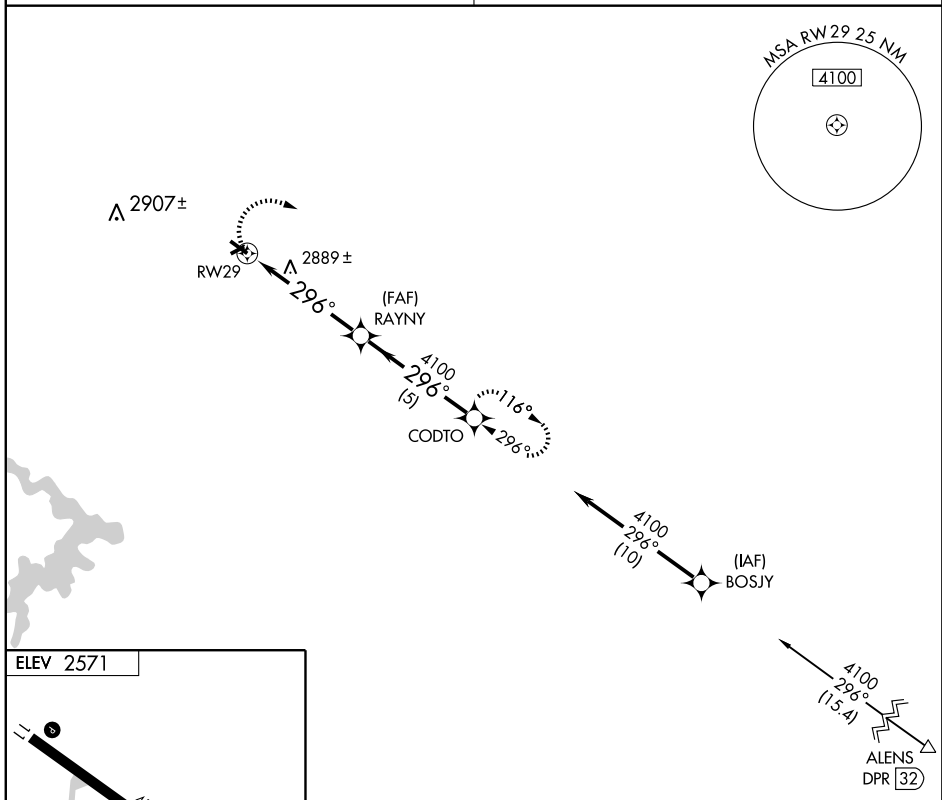 MSA RW29 25 NM
4100
2907±
RW29
2889±
296°
(FAF)
RAYNY
4100
296°
(5)
CODTO
116°
296°
4100
296°
(10)
(IAF)
BOSJY
4100
296°
(15.4)
ALENS
DPR 32
ELEV 2571
11
P